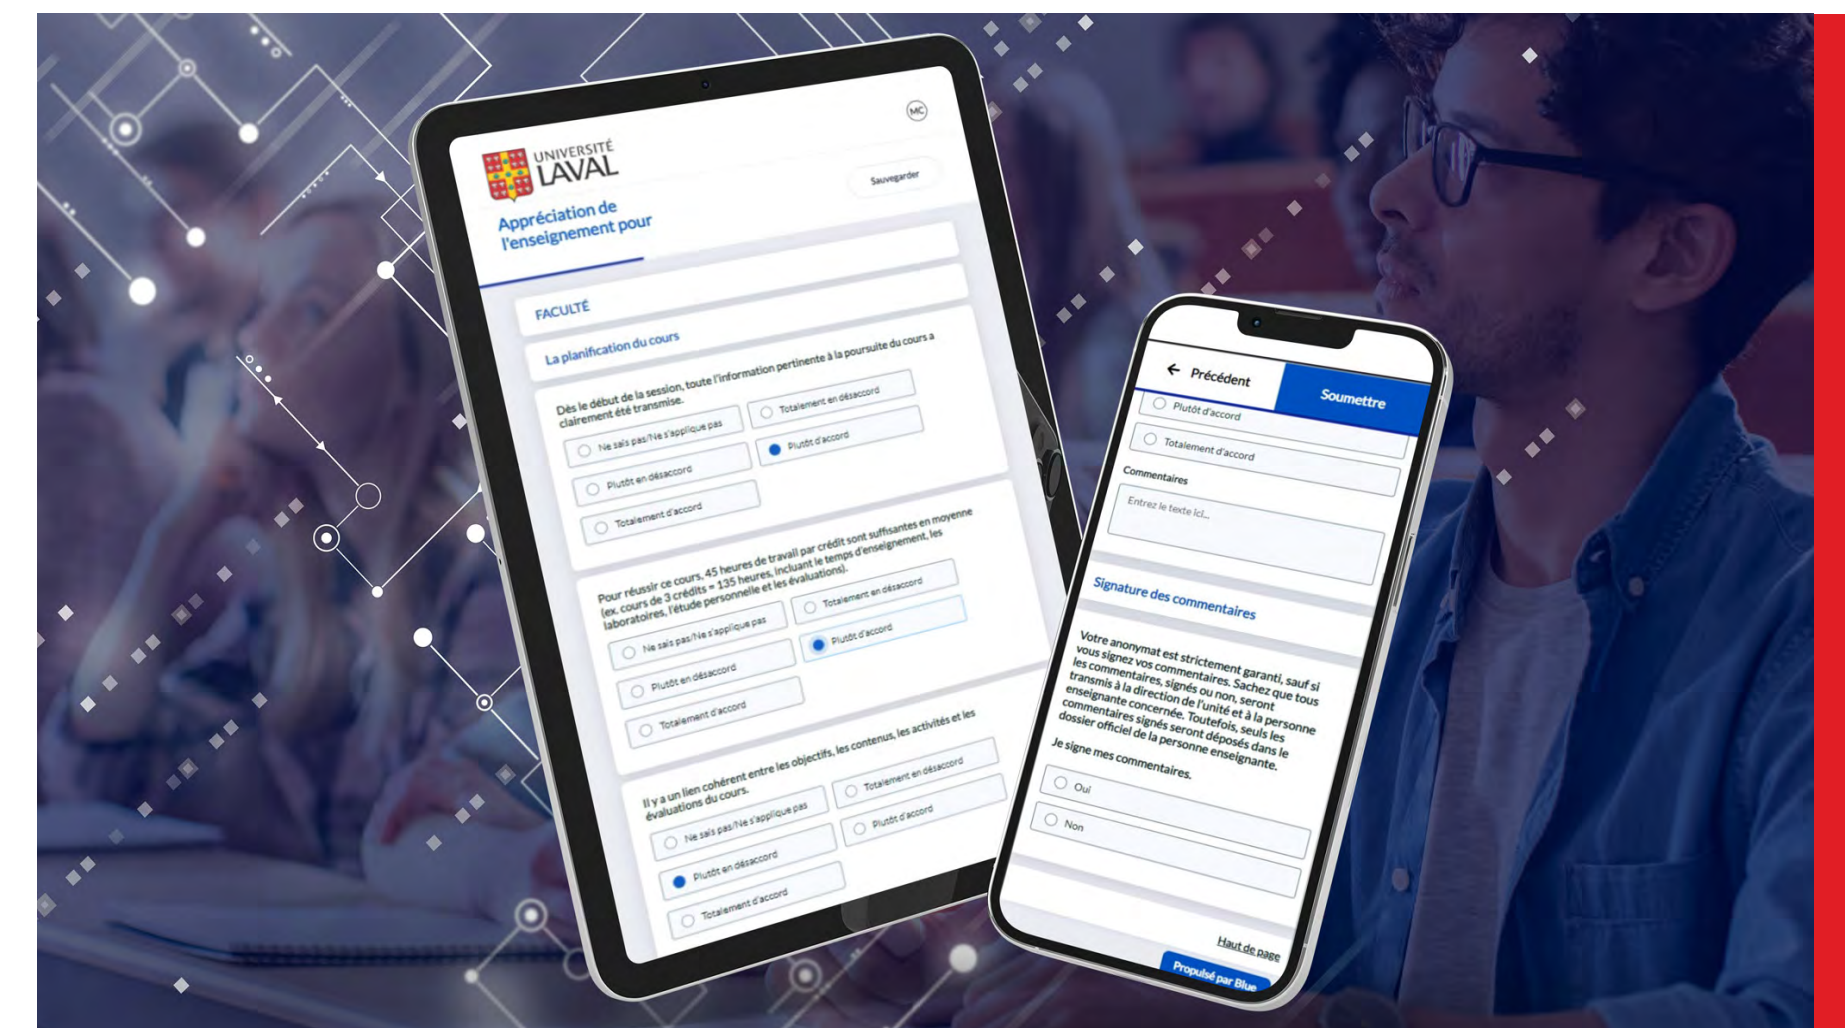 MC
UNIVERSITÉ
LAVAL
Sauvegarder
Appréciation de
l'enseignement pour
FACULTÉ
La planification du cours
Dès le début de la session, toute l'information pertinente à la poursuite du cours a
clairement été transmise.
Ne sais pas/Ne s'applique pas
Totalement en désaccord
Plutôt en désaccord
Plutôt d'accord
Totalement d'accord
Pour réussir ce cours, 45 heures de travail par crédit sont suffisantes en moyenne
(ex. cours de 3 crédits = 135 heures, incluant le temps d'enseignement, les
laboratoires, l'étude personnelle et les évaluations).
Ne sais pas/Ne s'applique pas
Totalement en désaccord
Plutôt en désaccord
Plutôt d'accord
Totalement d'accord
Il y a un lien cohérent entre les objectifs, les contenus, les activités et les
évaluations du cours.
Ne sais pas/Ne s'applique pas
Totalement en désaccord
Plutôt en désaccord
Plutôt d'accord
Totalement d'accord
← Précédent
Soumettre
Plutôt d'accord
Totalement d'accord
Commentaires
Entrez le texte ici...
Signature des commentaires
Votre anonymat est strictement garanti, sauf si
vous signez vos commentaires. Sachez que tous
les commentaires, signés ou non, seront
transmis à la direction de l'unité et à la personne
enseignante concernée. Toutefois, seuls les
commentaires signés seront déposés dans le
dossier officiel de la personne enseignante.
Je signe mes commentaires.
Oui
Non
Haut de page
Propulsé par Blue